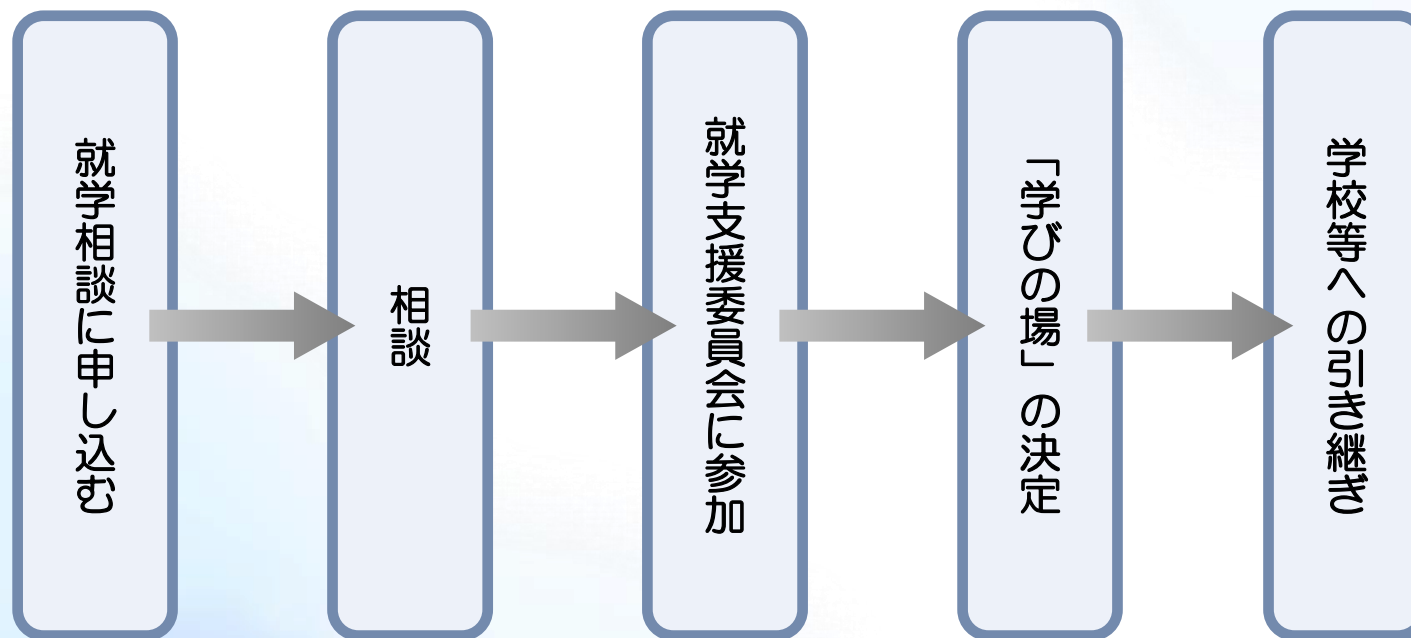 就学相談に申し込む
相談
就学支援委員会に参加
「学びの場」の決定
学校等への引き継ぎ